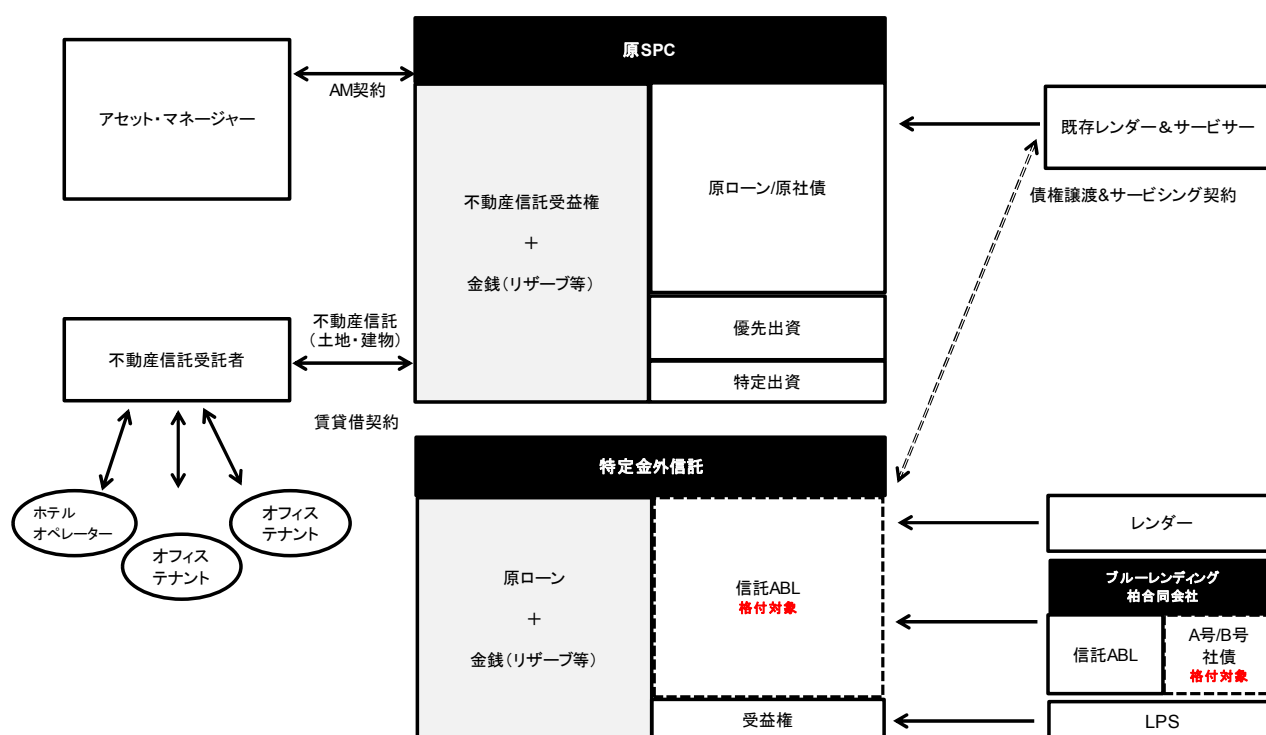 原SPC
アセット・マネージャー
AM契約
既存レンダー＆サービサー
不動産信託受益権
＋
金銭（リザーブ等）
原ローン/原社債
債権譲渡&サービシング契約
優先出資
特定出資
不動産信託
（土地・建物）
不動産信託受託者
賃貸借契約
ホテル
オペレーター
オフィス
テナント
オフィス
テナント
特定金外信託
原ローン
＋
金銭（リザーブ等）
信託ABL
格付対象
受益権
レンダー
ブルーレンディング
柏合同会社
信託ABL
A号/B号
社債
格付対象
LPS